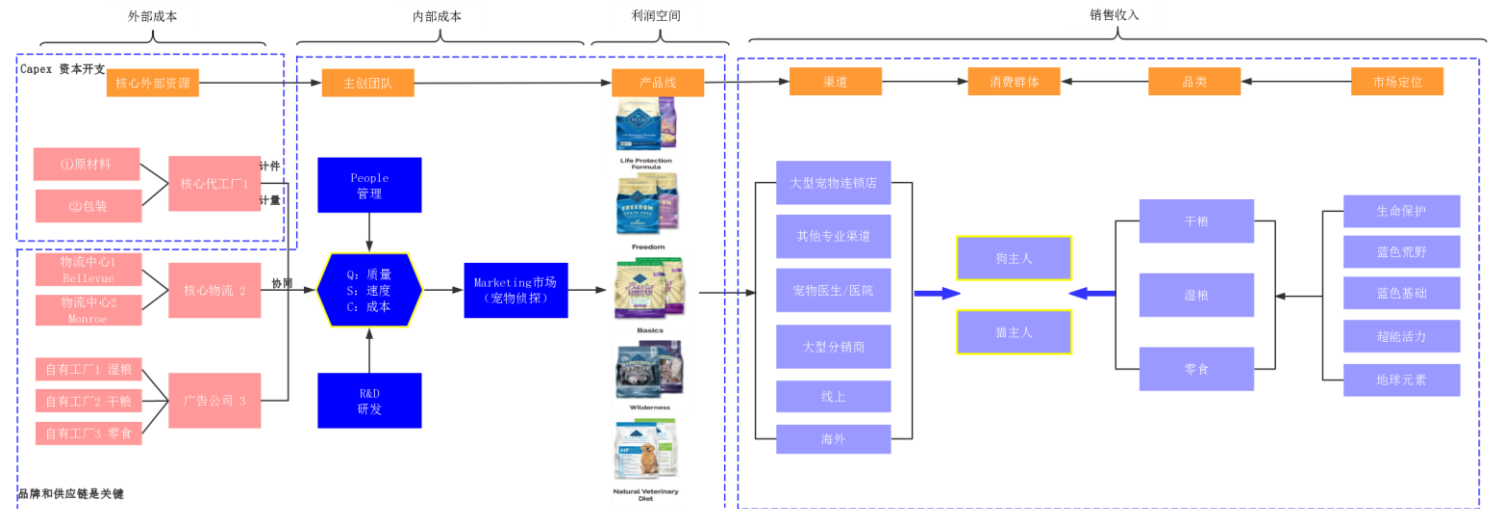 外部成本
内部成本
利润空间
销售收入
Capex 资本开支
核心外部资源
主创团队
产品线
渠道
消费群体
品类
市场定位
①原材料
②包装
核心代工厂1
计件
计量
物流中心1
Bellevue
物流中心2
Monroe
核心物流 2
协同
自有工厂1 湿粮
自有工厂2 干粮
自有工厂3 零食
广告公司 3
品牌和供应链是关键
People
管理
Q: 质量
S: 速度
C: 成本
R&D
研发
Marketing市场
（宠物侦探）
Life Protection
Formula
FREEDOM
Freedom
Basics
Wilderness
HF
Natural Veterinary
Diet
大型宠物连锁店
其他专业渠道
宠物医生/医院
大型分销商
线上
海外
狗主人
猫主人
干粮
湿粮
零食
生命保护
蓝色荒野
蓝色基础
超能活力
地球元素